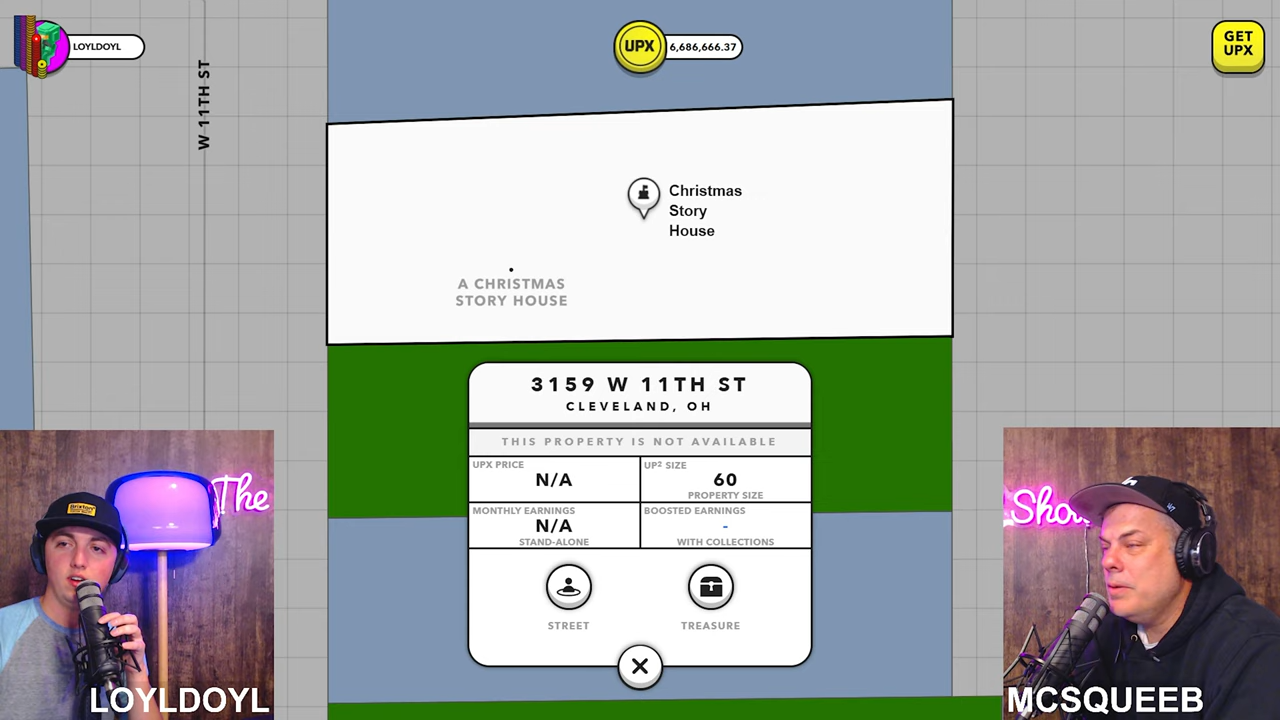 LOYLDOYL
W 11TH ST
UPX
6,686,666.37
GET
UPX
Christmas
Story
House
A CHRISTMAS
STORY HOUSE
3159 W 11TH ST
CLEVELAND, OH
THIS PROPERTY IS NOT AVAILABLE
UPX PRICE
N/A
UP² SIZE
60
PROPERTY SIZE
MONTHLY EARNINGS
N/A
STAND-ALONE
BOOSTED EARNINGS
-
WITH COLLECTIONS
STREET
TREASURE
The
Brixton
LOYLDOYL
MCSQUEEB